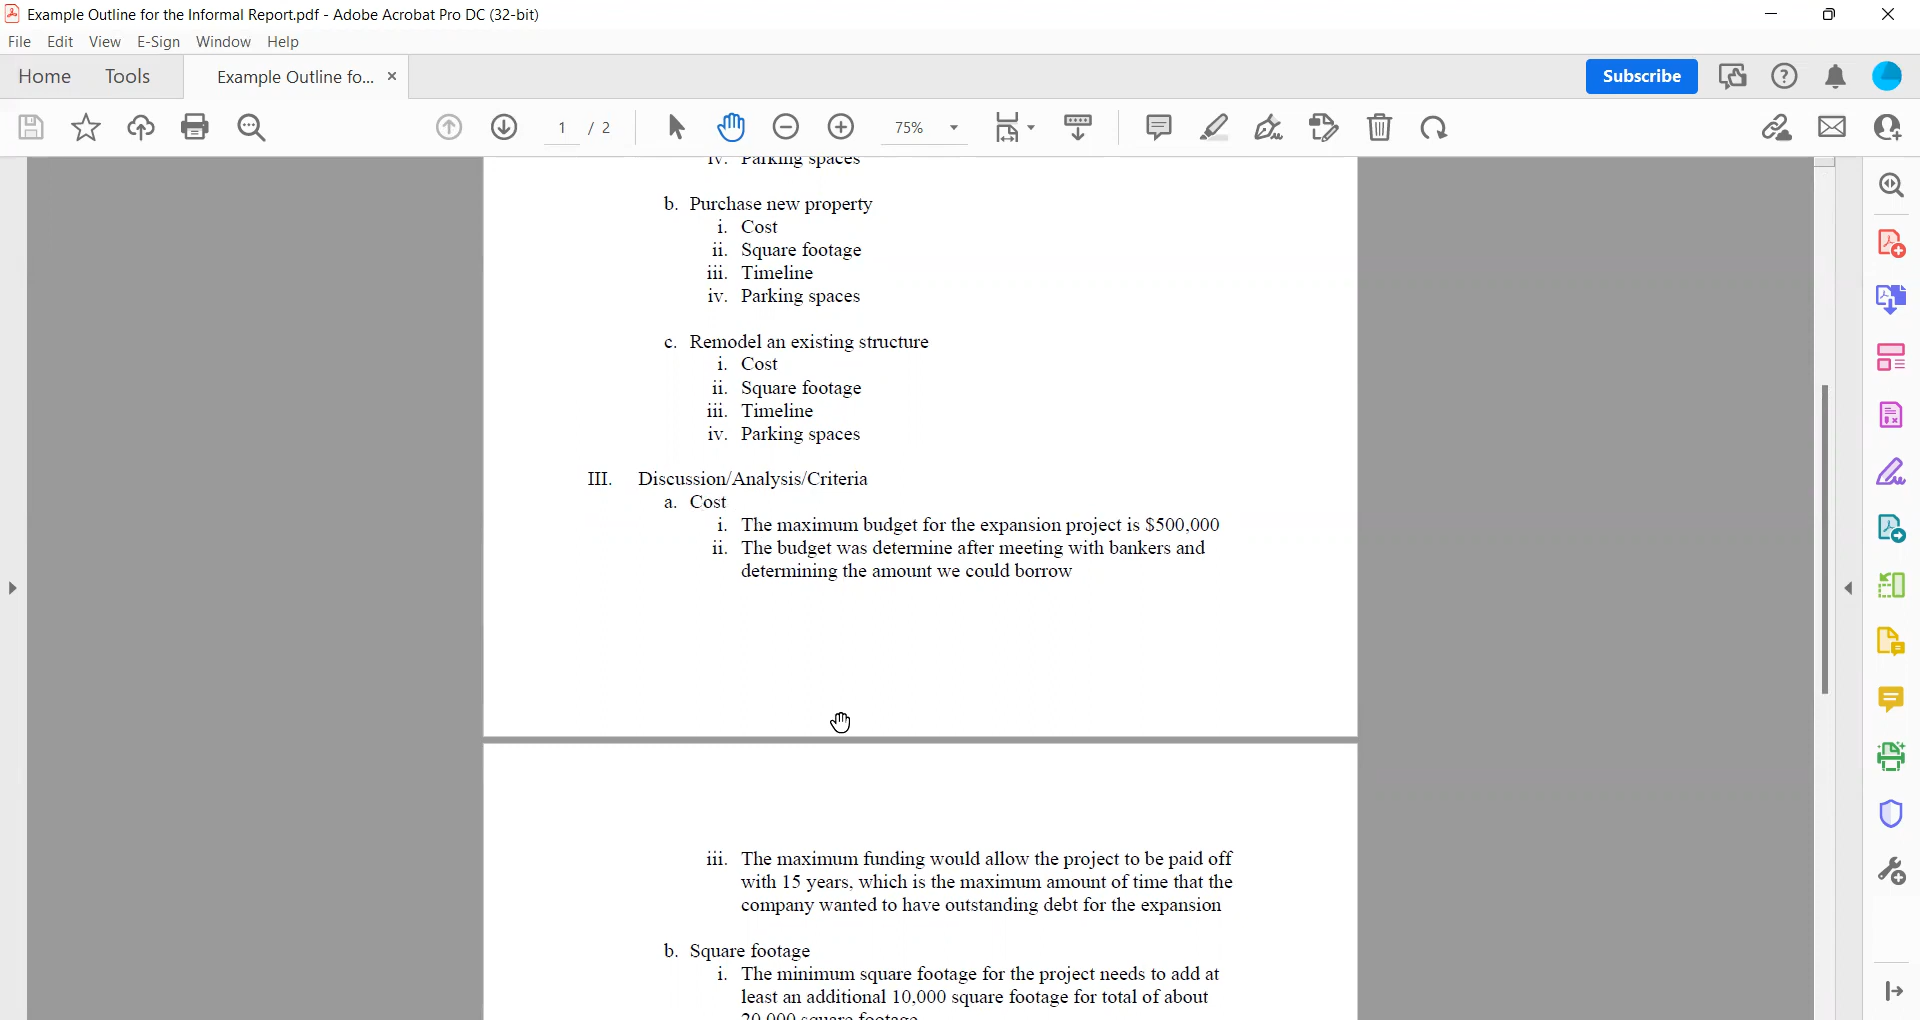 Example Outline for the Informal Report.pdf - Adobe Acrobat Pro DC (32-bit)
File Edit View E-Sign Window Help
Home Tools Example Outline fo... ×
Subscribe
1 / 2 75%
iv. Parking spaces
b. Purchase new property
i. Cost
ii. Square footage
iii. Timeline
iv. Parking spaces
c. Remodel an existing structure
i. Cost
ii. Square footage
iii. Timeline
iv. Parking spaces
III. Discussion/Analysis/Criteria
a. Cost
i. The maximum budget for the expansion project is $500,000
ii. The budget was determine after meeting with bankers and
determining the amount we could borrow
iii. The maximum funding would allow the project to be paid off
with 15 years, which is the maximum amount of time that the
company wanted to have outstanding debt for the expansion
b. Square footage
i. The minimum square footage for the project needs to add at
least an additional 10,000 square footage for total of about
20,000 square footage